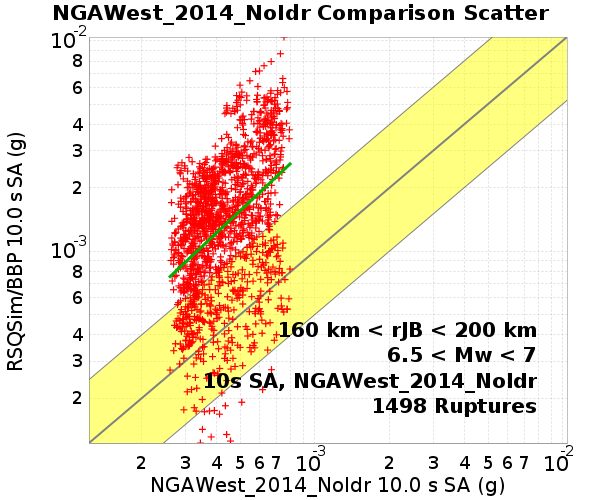 NGAWest_2014_NoIdr Comparison Scatter
RSQSim/BBP 10.0 s SA (g)
10-2
8
6
4
3
2
10-3
8
6
4
3
2
160 km < rJB < 200 km
6.5 < Mw < 7
10s SA, NGAWest_2014_NoIdr
1498 Ruptures
2 3 4 5 6 7 10-3 2 3 4 5 6 7 10-2
NGAWest_2014_NoIdr 10.0 s SA (g)